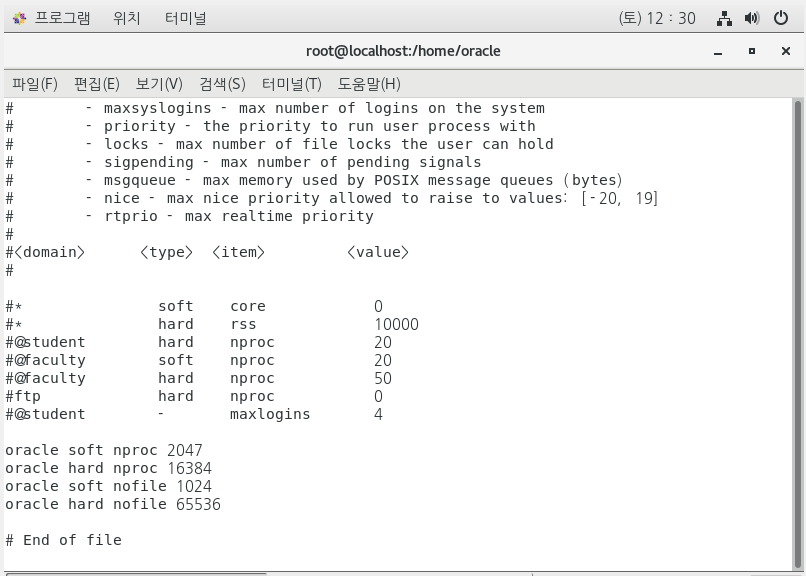 프로그램 위치 터미널 (토) 12 : 30
root@localhost:/home/oracle
파일(F) 편집(E) 보기(V) 검색(S) 터미널(T) 도움말(H)
#        - maxsyslogins - max number of logins on the system
#        - priority - the priority to run user process with
#        - locks - max number of file locks the user can hold
#        - sigpending - max number of pending signals
#        - msgqueue - max memory used by POSIX message queues (bytes)
#        - nice - max nice priority allowed to raise to values: [-20, 19]
#        - rtprio - max realtime priority
#
#<domain>      <type>  <item>         <value>
#
#*               soft    core            0
#*               hard    rss             10000
#@student        hard    nproc           20
#@faculty        soft    nproc           20
#@faculty        hard    nproc           50
#ftp             hard    nproc           0
#@student        -       maxlogins       4
oracle soft nproc 2047
oracle hard nproc 16384
oracle soft nofile 1024
oracle hard nofile 65536
# End of file